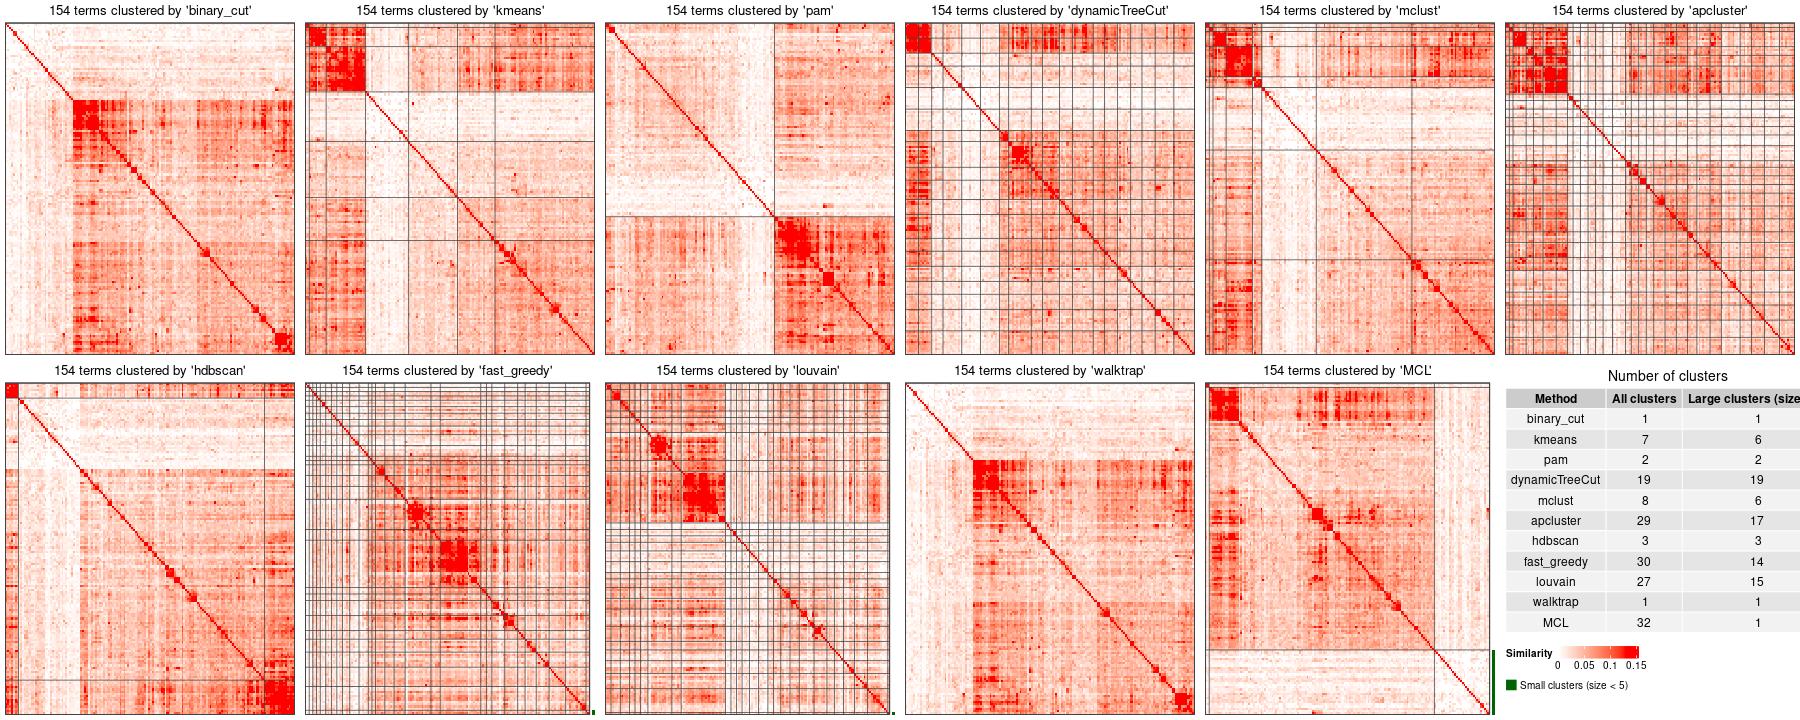 154 terms clustered by 'binary_cut'
154 terms clustered by 'kmeans'
154 terms clustered by 'pam'
154 terms clustered by 'dynamicTreeCut'
154 terms clustered by 'mclust'
154 terms clustered by 'apcluster'
154 terms clustered by 'hdbscan'
154 terms clustered by 'fast_greedy'
154 terms clustered by 'louvain'
154 terms clustered by 'walktrap'
154 terms clustered by 'MCL'
Number of clusters
Method All clusters Large clusters (size
binary_cut 1 1
kmeans 7 6
pam 2 2
dynamicTreeCut 19 19
mclust 8 6
apcluster 29 17
hdbscan 3 3
fast_greedy 30 14
louvain 27 15
walktrap 1 1
MCL 32 1
Similarity
0 0.05 0.1 0.15
Small clusters (size < 5)